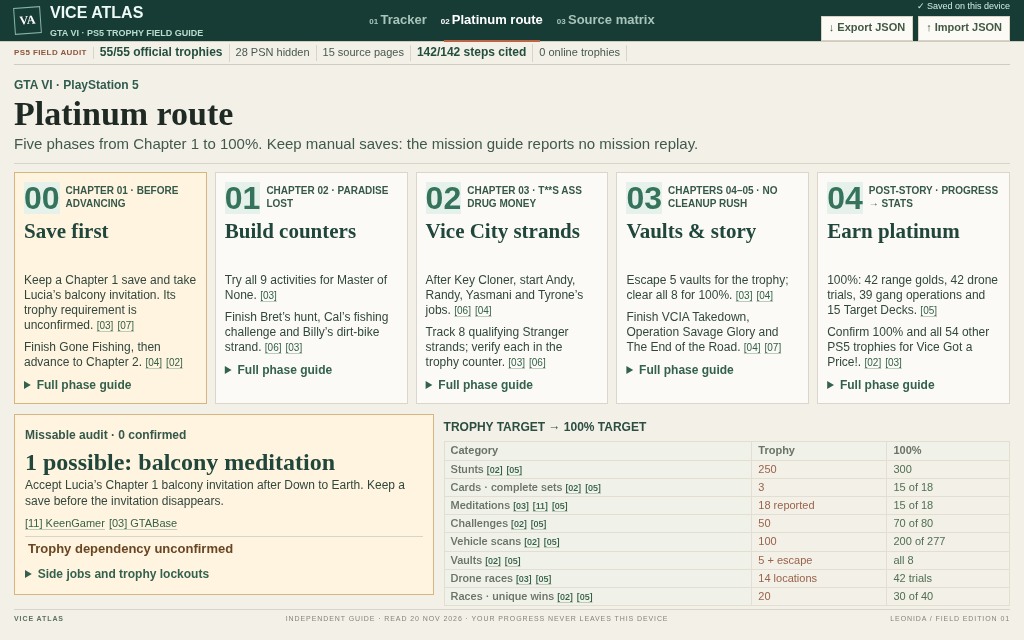 VA
VICE ATLAS
GTA VI · PS5 TROPHY FIELD GUIDE
01 Tracker 02 Platinum route 03 Source matrix
✓ Saved on this device
↓ Export JSON ↑ Import JSON
PS5 FIELD AUDIT 55/55 official trophies 28 PSN hidden 15 source pages 142/142 steps cited 0 online trophies
GTA VI · PlayStation 5
Platinum route
Five phases from Chapter 1 to 100%. Keep manual saves: the mission guide reports no mission replay.
00 CHAPTER 01 · BEFORE
ADVANCING
Save first
Keep a Chapter 1 save and take
Lucia's balcony invitation. Its
trophy requirement is
unconfirmed. [03] [07]
Finish Gone Fishing, then
advance to Chapter 2. [04] [02]
▶ Full phase guide
01 CHAPTER 02 · PARADISE
LOST
Build counters
Try all 9 activities for Master of
None. [03]
Finish Bret's hunt, Cal's fishing
challenge and Billy's dirt-bike
strand. [06] [03]
▶ Full phase guide
02 CHAPTER 03 · T**S ASS
DRUG MONEY
Vice City strands
After Key Cloner, start Andy,
Randy, Yasmani and Tyrone's
jobs. [06] [04]
Track 8 qualifying Stranger
strands; verify each in the
trophy counter. [03] [06]
▶ Full phase guide
03 CHAPTERS 04–05 · NO
CLEANUP RUSH
Vaults & story
Escape 5 vaults for the trophy;
clear all 8 for 100%. [03] [04]
Finish VCIA Takedown,
Operation Savage Glory and
The End of the Road. [04] [07]
▶ Full phase guide
04 POST-STORY · PROGRESS
→ STATS
Earn platinum
100%: 42 range golds, 42 drone
trials, 39 gang operations and
15 Target Decks. [05]
Confirm 100% and all 54 other
PS5 trophies for Vice Got a
Price!. [02] [03]
▶ Full phase guide
Missable audit · 0 confirmed
1 possible: balcony meditation
Accept Lucia's Chapter 1 balcony invitation after Down to Earth. Keep a
save before the invitation disappears.
[11] KeenGamer [03] GTABase
Trophy dependency unconfirmed
▶ Side jobs and trophy lockouts
TROPHY TARGET → 100% TARGET
Category Trophy 100%
Stunts [02] [05] 250 300
Cards · complete sets [02] [05] 3 15 of 18
Meditations [03] [11] [05] 18 reported 15 of 18
Challenges [02] [05] 50 70 of 80
Vehicle scans [02] [05] 100 200 of 277
Vaults [02] [05] 5 + escape all 8
Drone races [03] [05] 14 locations 42 trials
Races · unique wins [02] [05] 20 30 of 40
VICE ATLAS INDEPENDENT GUIDE · READ 20 NOV 2026 · YOUR PROGRESS NEVER LEAVES THIS DEVICE LEONIDA / FIELD EDITION 01